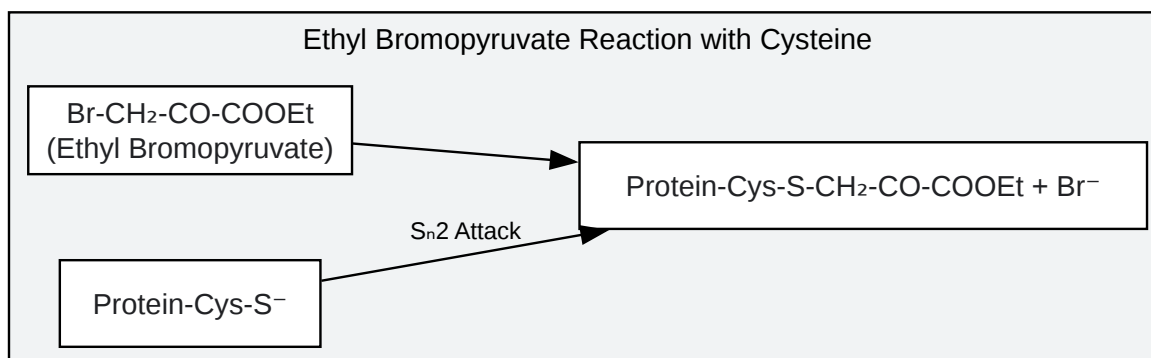 Ethyl Bromopyruvate Reaction with Cysteine
Br-CH₂-CO-COOEt
(Ethyl Bromopyruvate)
Protein-Cys-S-CH₂-CO-COOEt + Br⁻
Sₙ2 Attack
Protein-Cys-S⁻